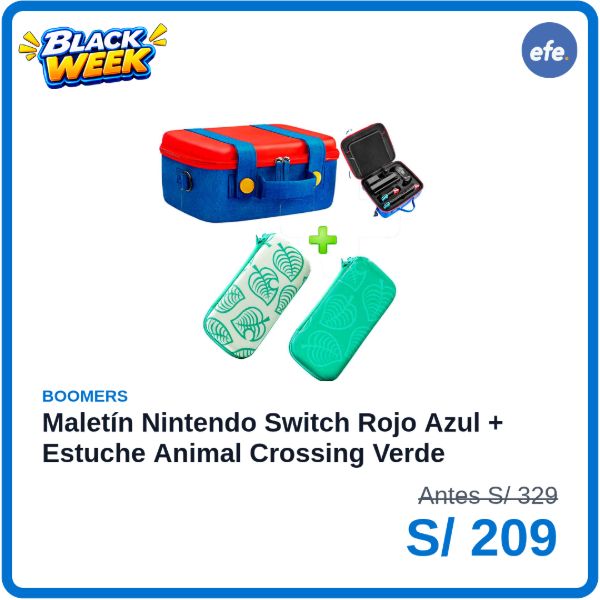 BLACK
WEEK
efe.
BOOMERS
Maletín Nintendo Switch Rojo Azul +
Estuche Animal Crossing Verde
Antes S/ 329
S/ 209